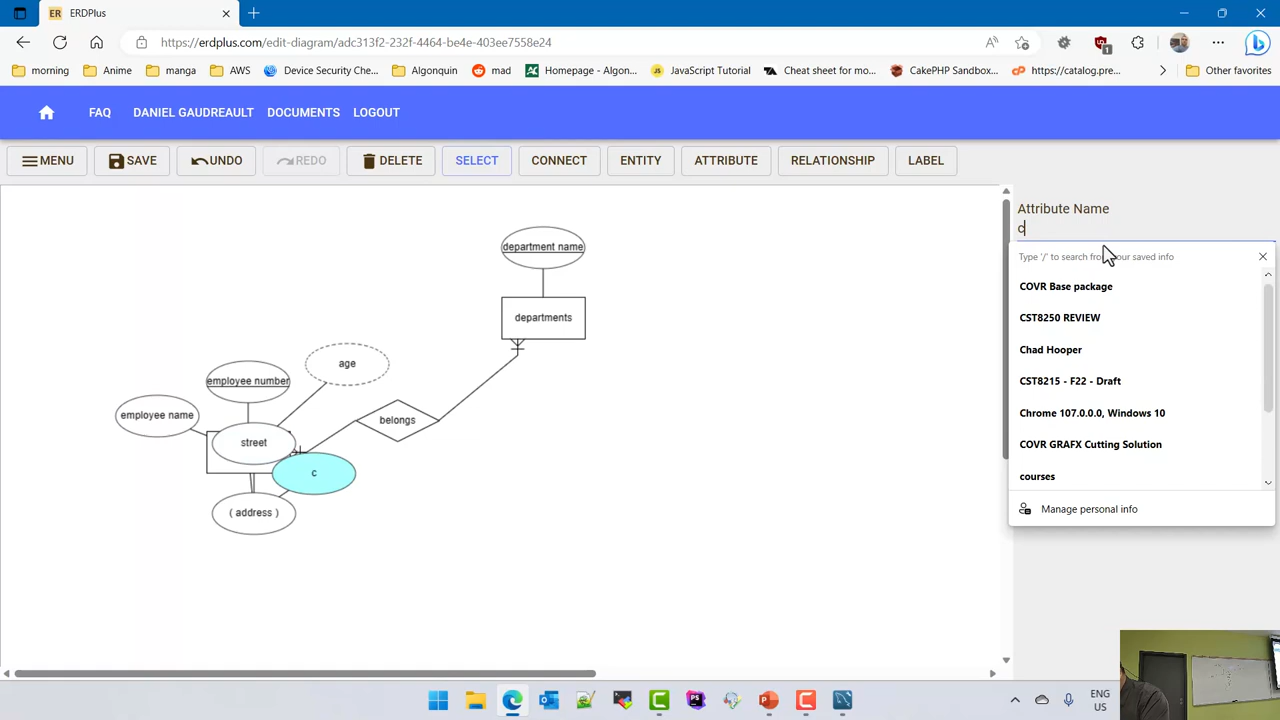 ER ERDPlus
https://erdplus.com/edit-diagram/adc313f2-232f-4464-be4e-403ee7558e24
1
morning
Anime
manga
AWS
Device Security Che...
Algonquin
mad
Homepage - Algon...
JS JavaScript Tutorial
Cheat sheet for mo...
CakePHP Sandbox...
https://catalog.pre...
Other favorites
FAQ
DANIEL GAUDREAULT
DOCUMENTS
LOGOUT
MENU
SAVE
UNDO
REDO
DELETE
SELECT
CONNECT
ENTITY
ATTRIBUTE
RELATIONSHIP
LABEL
Attribute Name
c
Type '/' to search from your saved info
COVR Base package
CST8250 REVIEW
Chad Hooper
CST8215 - F22 - Draft
Chrome 107.0.0.0, Windows 10
COVR GRAFX Cutting Solution
courses
Manage personal info
department name
departments
age
employee number
employee name
belongs
street
c
( address )
ENG
US